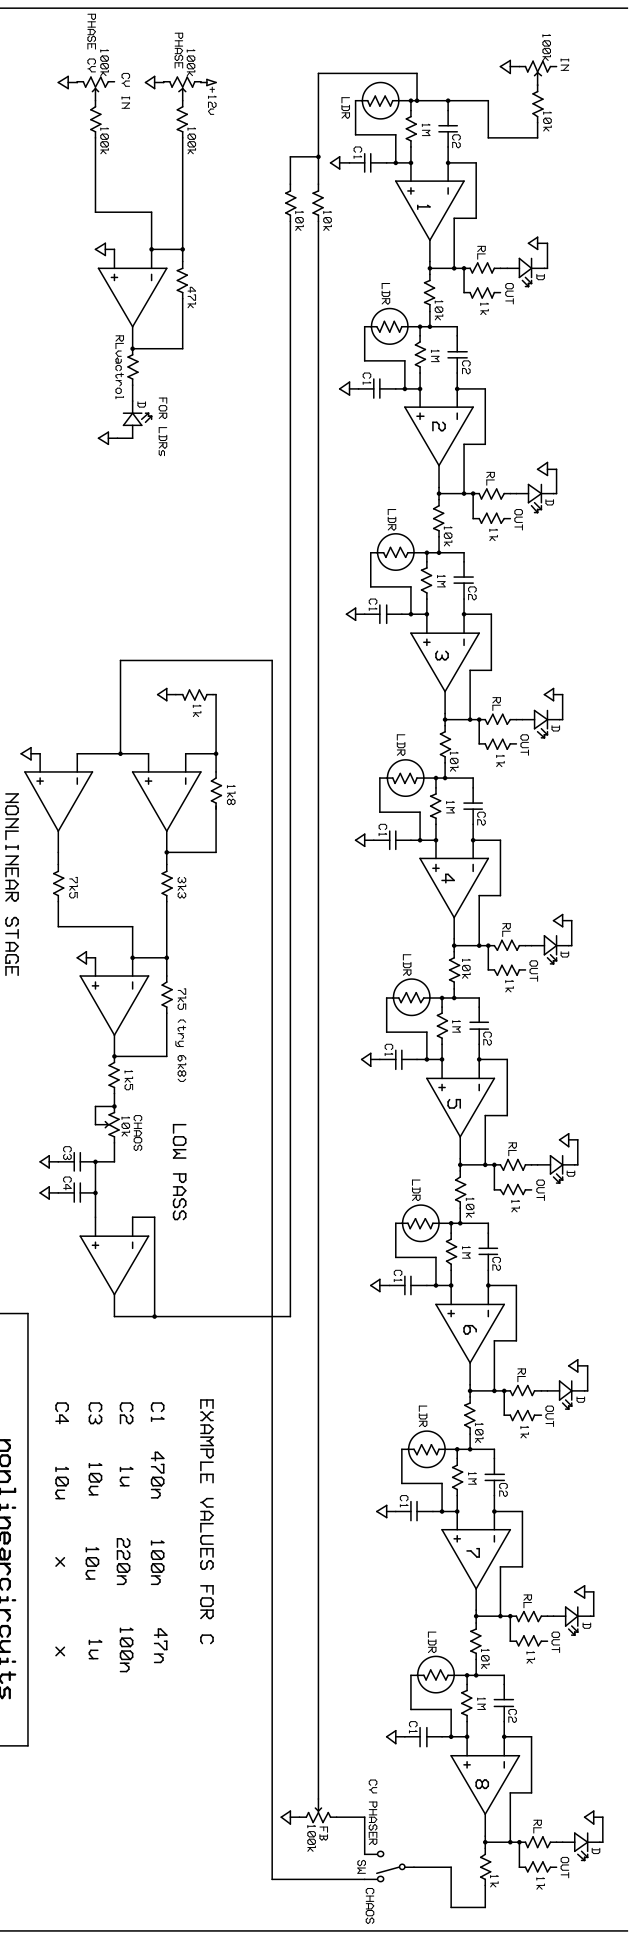 IN
100k
10k
LDR
1M
C2
C1
1
RL
D
OUT
1k
10k
LDR
1M
C2
C1
2
RL
D
OUT
1k
10k
LDR
1M
C2
C1
3
RL
D
OUT
1k
10k
LDR
1M
C2
C1
4
RL
D
OUT
1k
10k
LDR
1M
C2
C1
5
RL
D
OUT
1k
10k
LDR
1M
C2
C1
6
RL
D
OUT
1k
10k
LDR
1M
C2
C1
7
RL
D
OUT
1k
10k
LDR
1M
C2
C1
8
RL
D
OUT
1k
1k
10k
10k
CV PHASER
SW
CHAOS
FB
100k
+12v
100k
PHASE
100k
CV IN
100k
PHASE CV
100k
47k
RLvactrol
D
FOR LDRs
1k
1k8
3k3
7k5
7k5 (try 6k8)
1k5
CHAOS
10k
C3
C4
NONLINEAR STAGE
LOW PASS
EXAMPLE VALUES FOR C
C1 470n 100n 47n
C2 1u 220n 100n
C3 10u 10u 1u
C4 10u x x
nonlinearcircuits